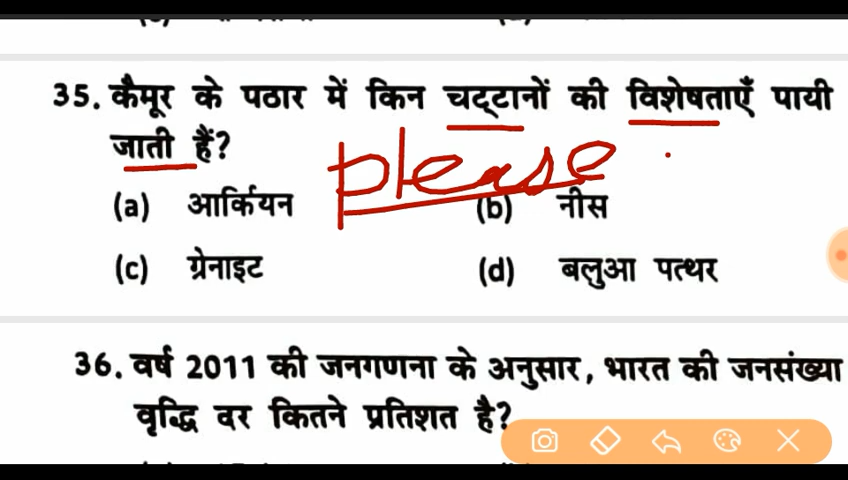 35. कैमूर के पठार में किन चट्टानों की विशेषताएँ पायी
जाती हैं?
please
(a) आर्कियन (b) नीस
(c) ग्रेनाइट (d) बलुआ पत्थर
36. वर्ष 2011 की जनगणना के अनुसार, भारत की जनसंख्या
वृद्धि दर कितने प्रतिशत है?